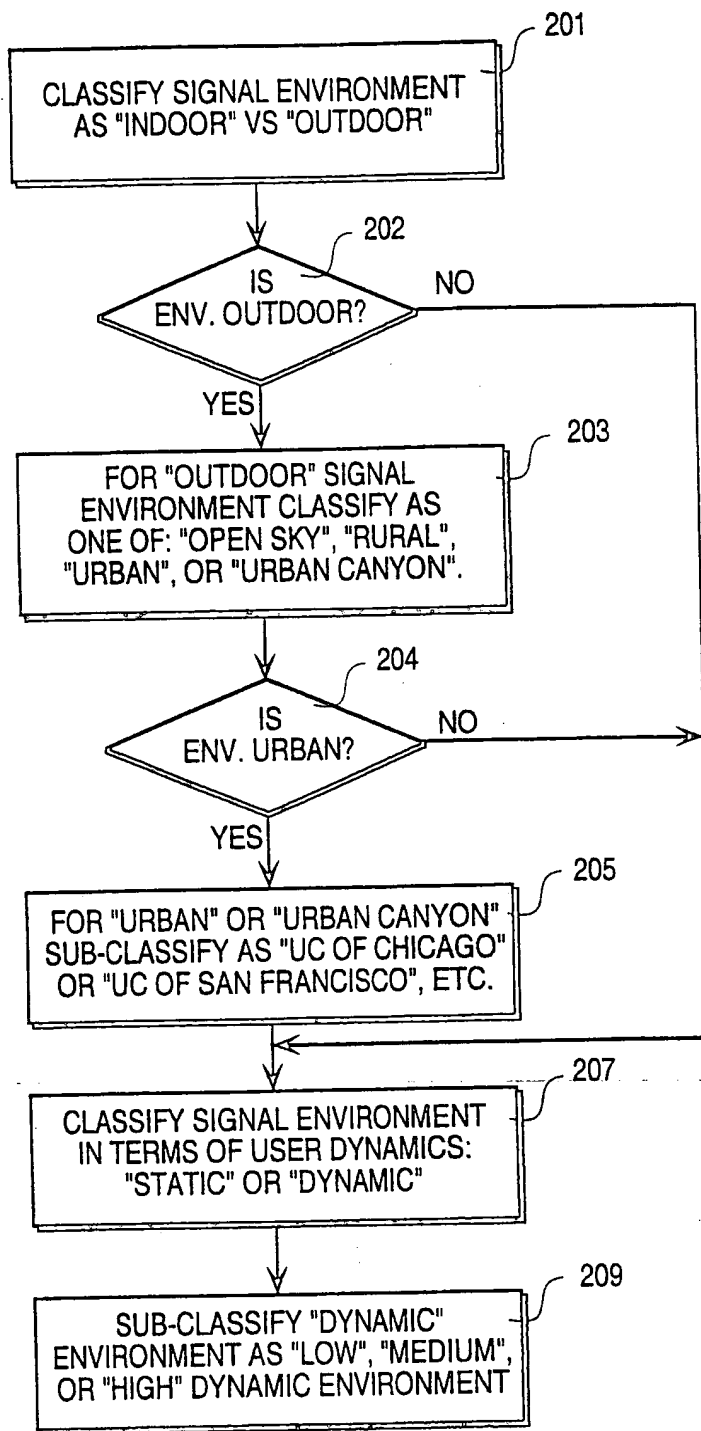 201
CLASSIFY SIGNAL ENVIRONMENT
AS "INDOOR" VS "OUTDOOR"
202
IS
ENV. OUTDOOR?
NO
YES
203
FOR "OUTDOOR" SIGNAL
ENVIRONMENT CLASSIFY AS
ONE OF: "OPEN SKY", "RURAL",
"URBAN", OR "URBAN CANYON".
204
IS
ENV. URBAN?
NO
YES
205
FOR "URBAN" OR "URBAN CANYON"
SUB-CLASSIFY AS "UC OF CHICAGO"
OR "UC OF SAN FRANCISCO", ETC.
207
CLASSIFY SIGNAL ENVIRONMENT
IN TERMS OF USER DYNAMICS:
"STATIC" OR "DYNAMIC"
209
SUB-CLASSIFY "DYNAMIC"
ENVIRONMENT AS "LOW", "MEDIUM",
OR "HIGH" DYNAMIC ENVIRONMENT